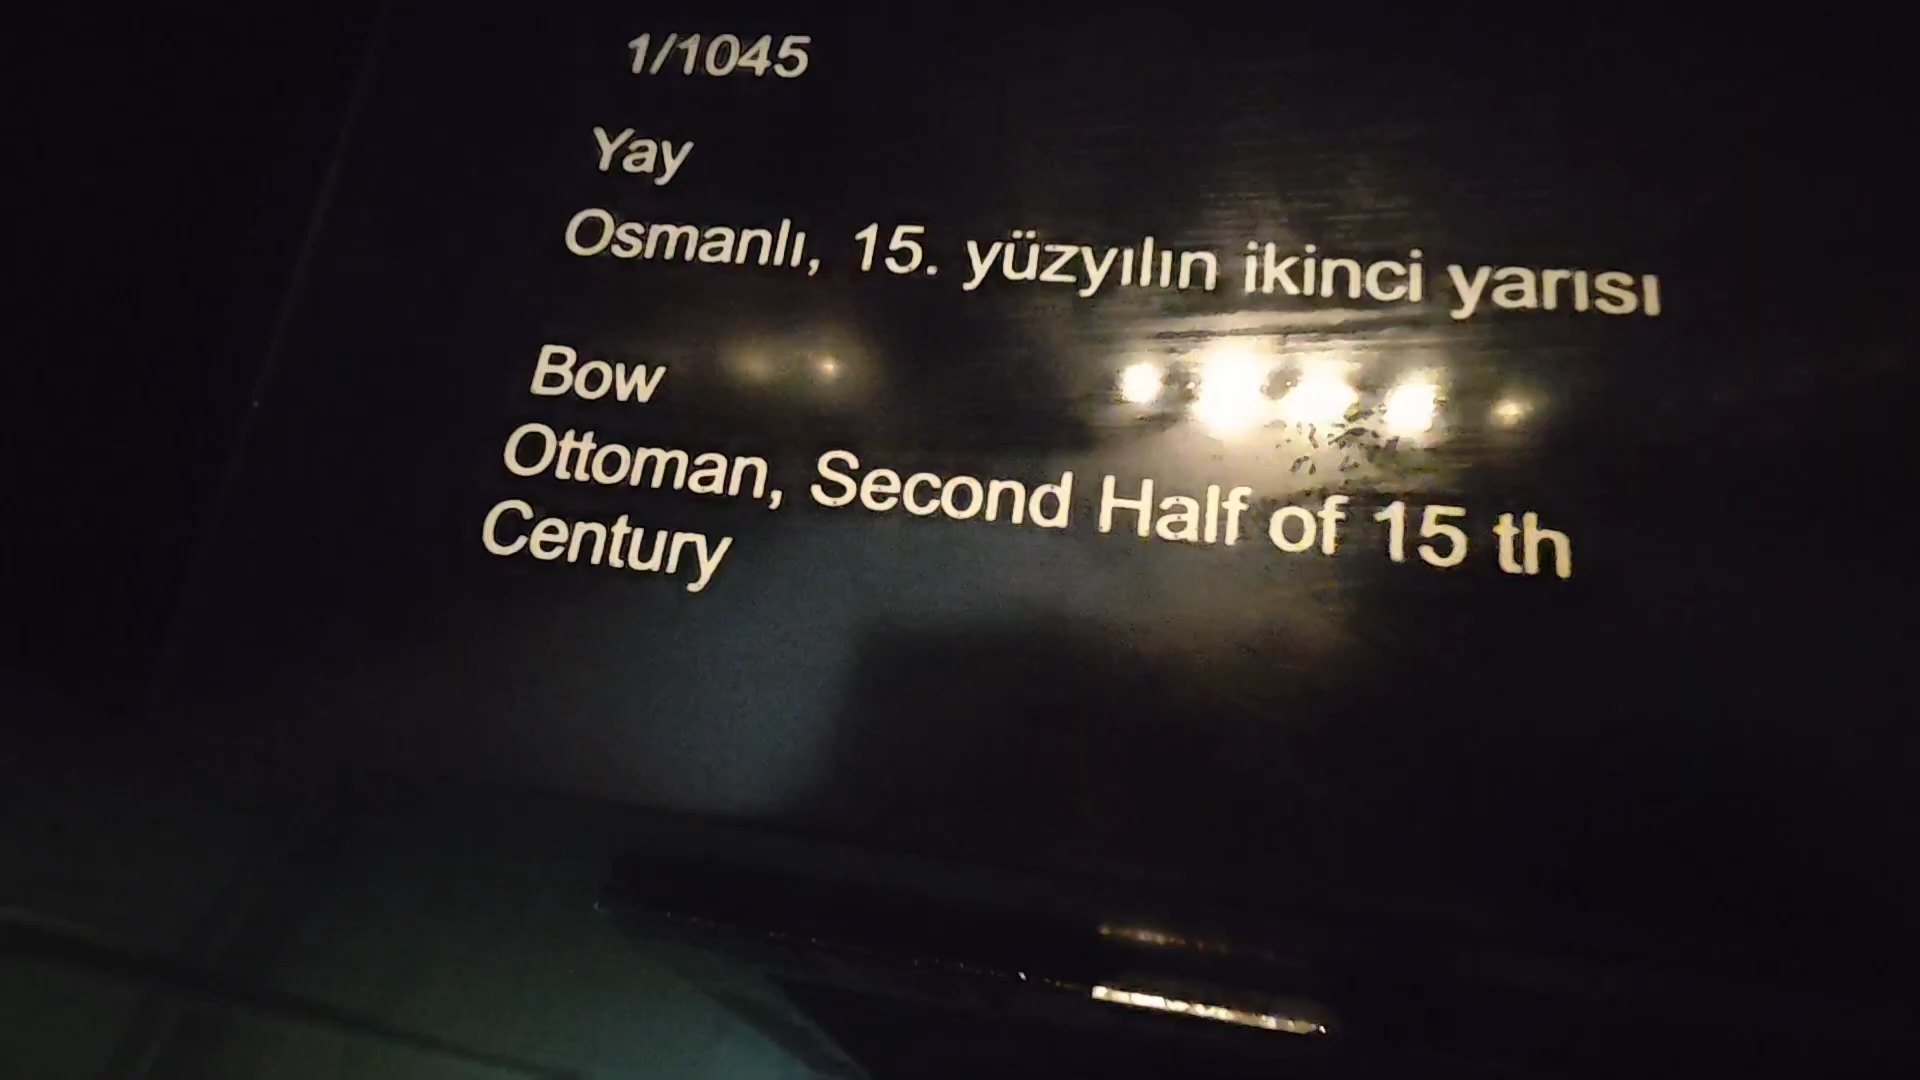 1/1045
Yay
Osmanlı, 15. yüzyılın ikinci yarısı
Bow
Ottoman, Second Half of 15 th
Century